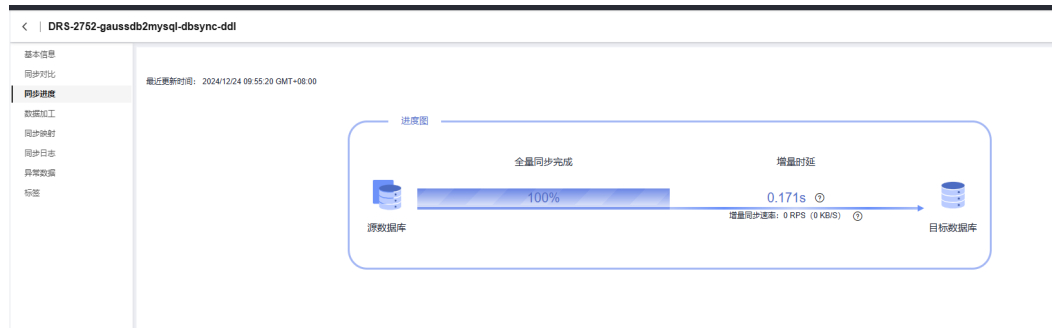 < | DRS-2752-gaussdb2mysql-dbsync-ddl
基本信息
同步对比
同步进度
数据加工
同步映射
同步日志
异常数据
标签
最近更新时间： 2024/12/24 09:55:20 GMT+08:00
进度图
全量同步完成
增量时延
100%
0.171s ?
增量同步速率：0 RPS（0 KB/S） ?
源数据库
目标数据库